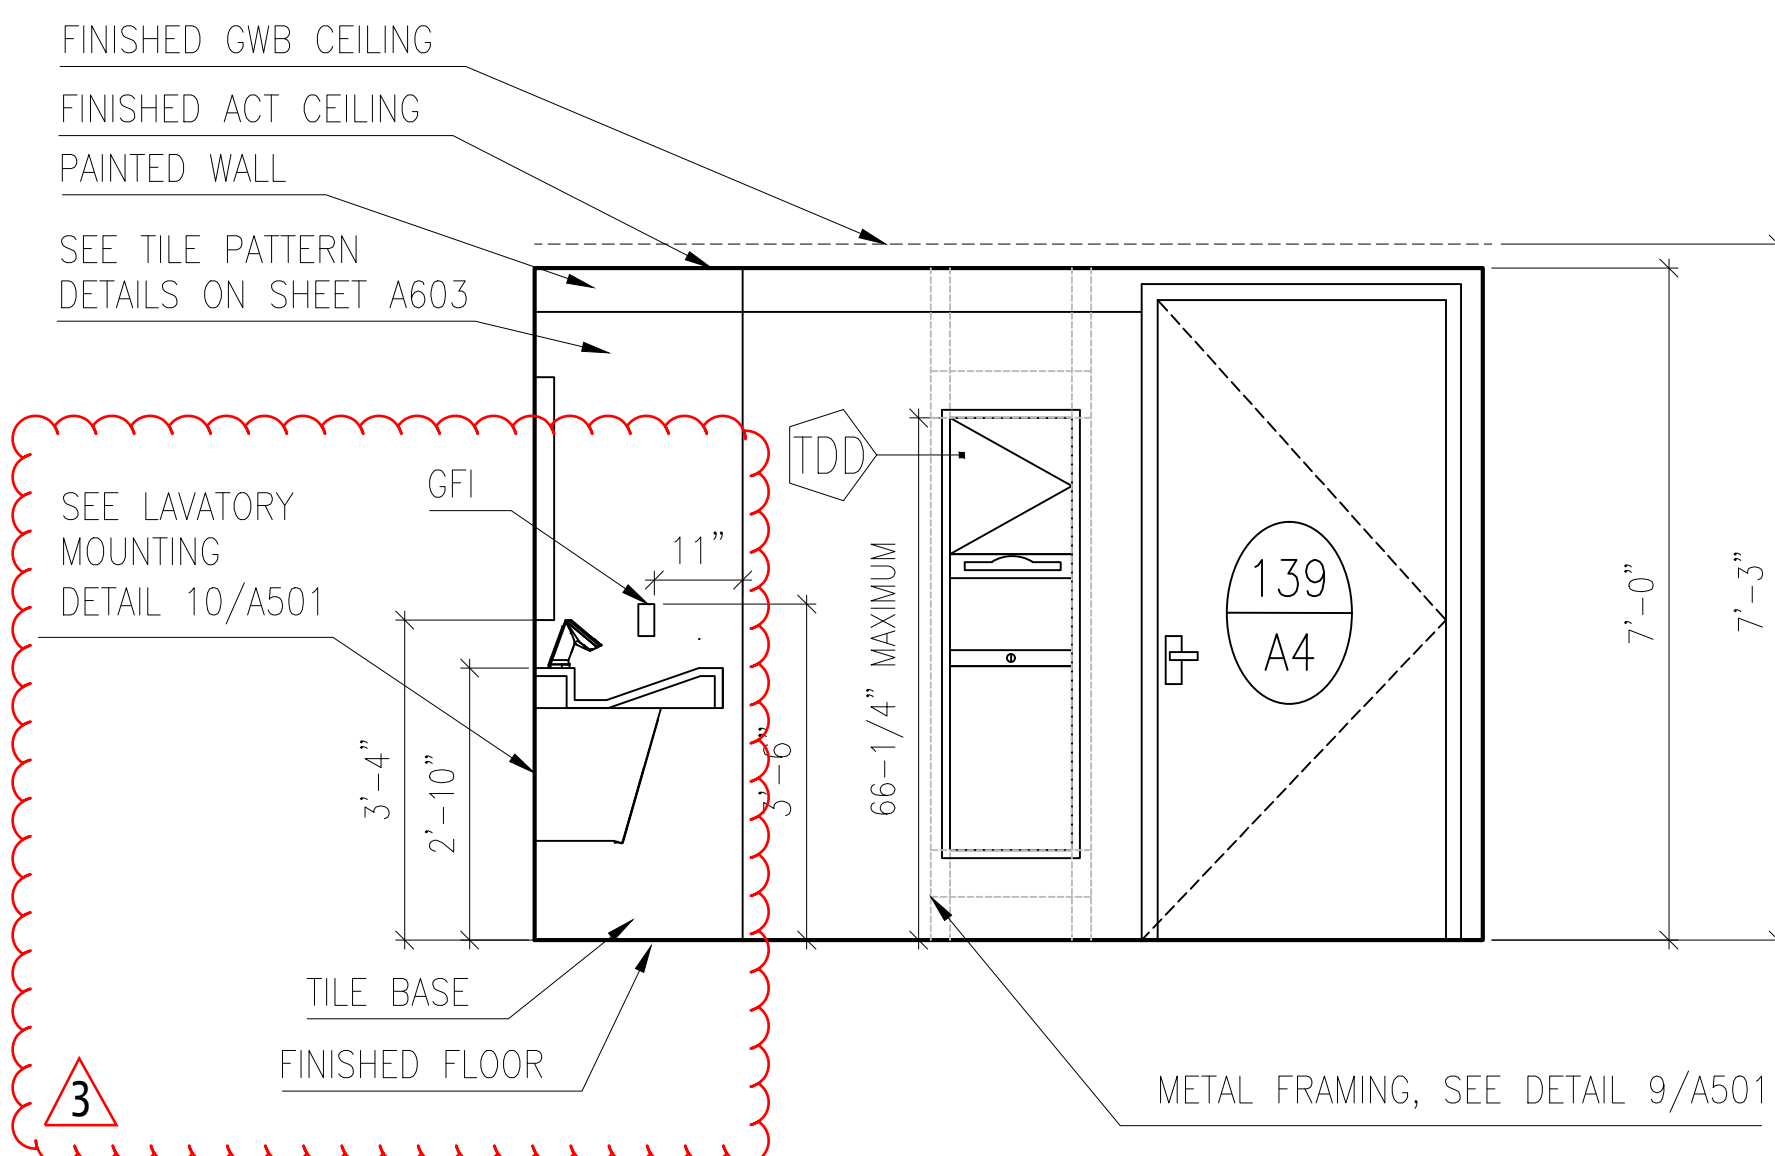 FINISHED GWB CEILING
FINISHED ACT CEILING
PAINTED WALL
SEE TILE PATTERN
DETAILS ON SHEET A603
SEE LAVATORY
MOUNTING
DETAIL 10/A501
GFI
11"
TDD
66-1/4" MAXIMUM
139
A4
7'-0"
7'-3"
3'-4"
2'-10"
3'-6"
TILE BASE
FINISHED FLOOR
3
METAL FRAMING, SEE DETAIL 9/A501